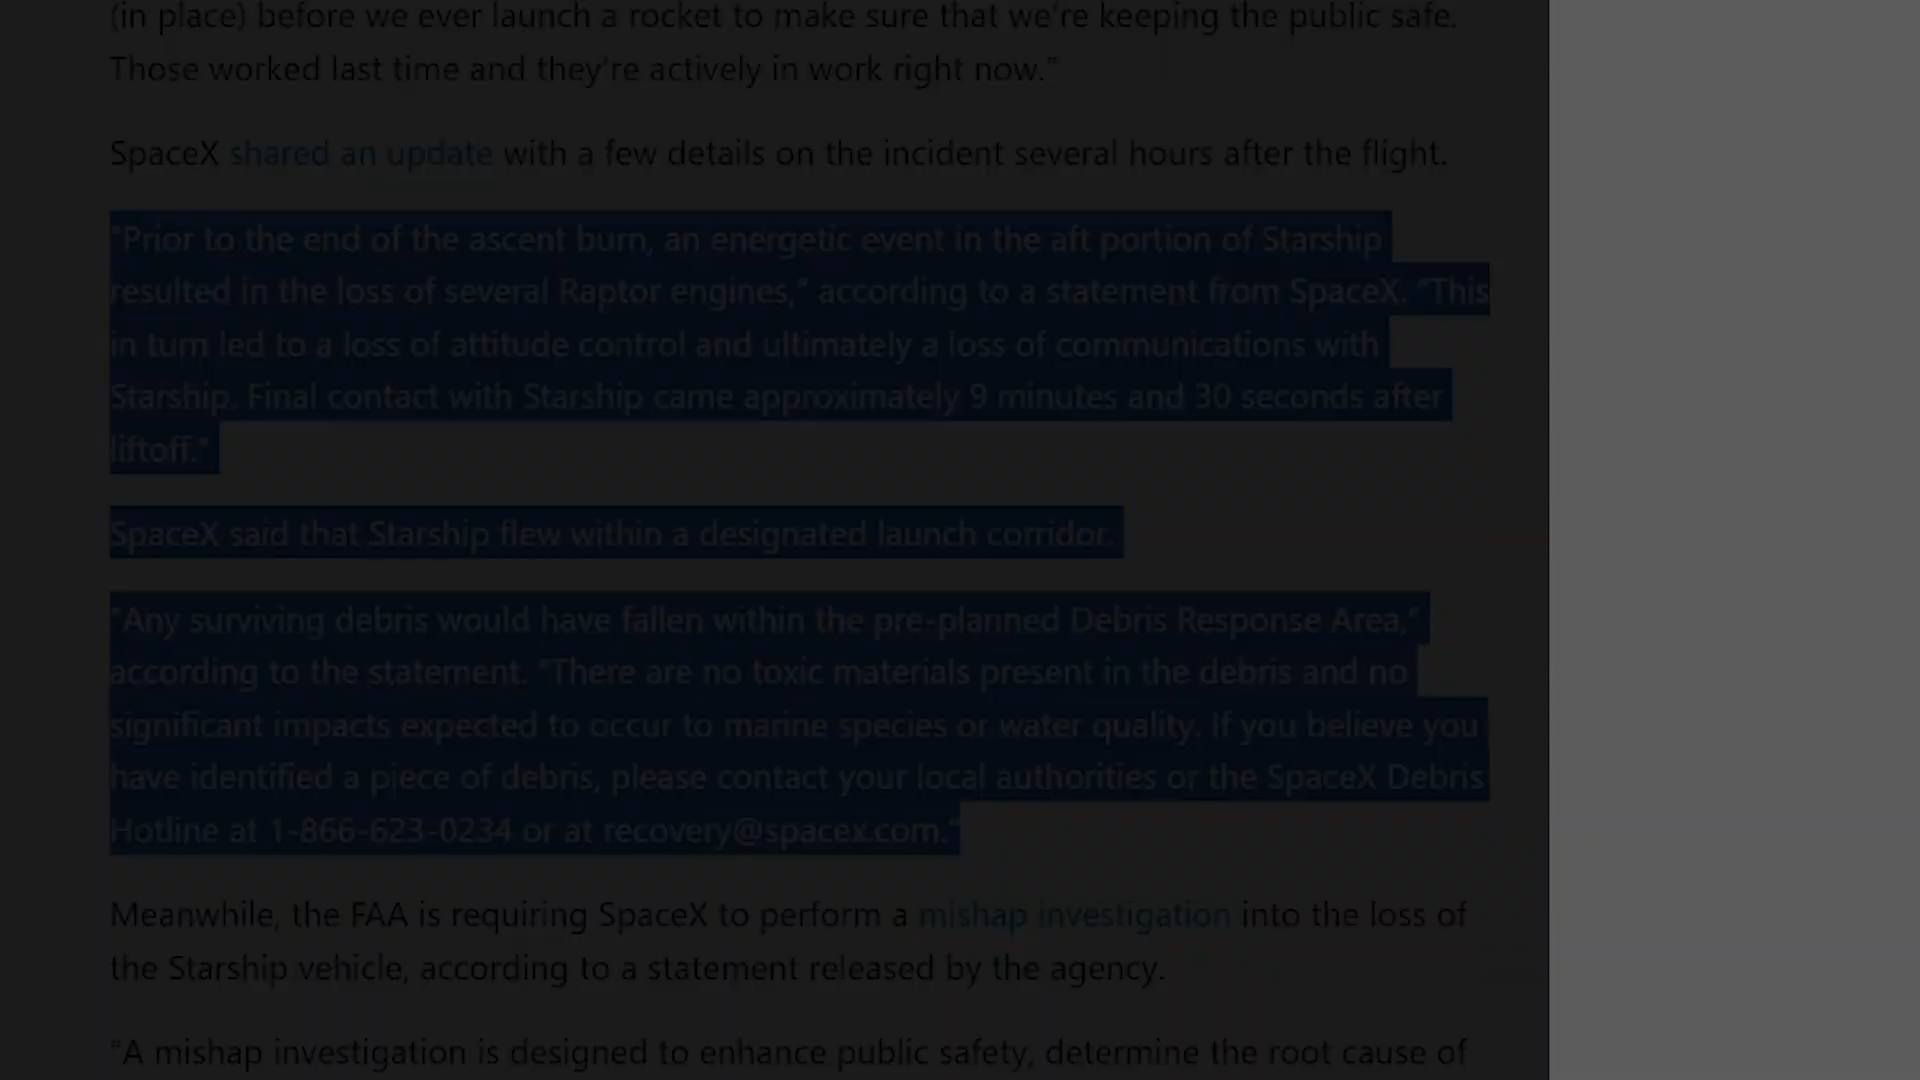 (in place) before we ever launch a rocket to make sure that we're keeping the public safe.
Those worked last time and they're actively in work right now."
SpaceX shared an update with a few details on the incident several hours after the flight.
"Prior to the end of the ascent burn, an energetic event in the aft portion of Starship
resulted in the loss of several Raptor engines," according to a statement from SpaceX. "This
in turn led to a loss of attitude control and ultimately a loss of communications with
Starship. Final contact with Starship came approximately 9 minutes and 30 seconds after
liftoff."
SpaceX said that Starship flew within a designated launch corridor.
"Any surviving debris would have fallen within the pre-planned Debris Response Area,"
according to the statement. "There are no toxic materials present in the debris and no
significant impacts expected to occur to marine species or water quality. If you believe you
have identified a piece of debris, please contact your local authorities or the SpaceX Debris
Hotline at 1-866-623-0234 or at recovery@spacex.com."
Meanwhile, the FAA is requiring SpaceX to perform a mishap investigation into the loss of
the Starship vehicle, according to a statement released by the agency.
"A mishap investigation is designed to enhance public safety, determine the root cause of